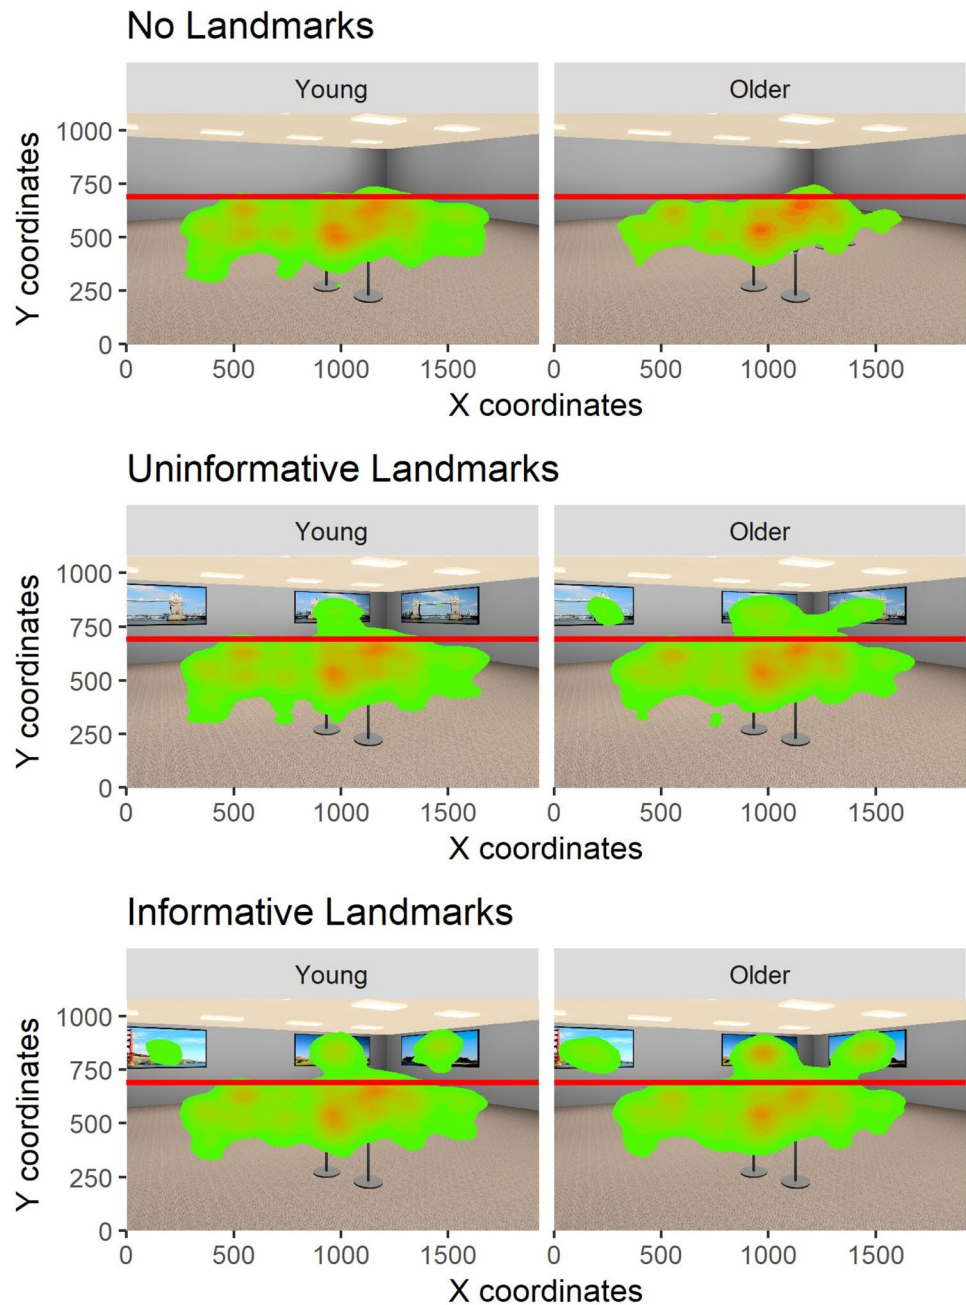 No Landmarks
Young Older
Y coordinates
1000
750
500
250
0
0 500 1000 1500 0 500 1000 1500
X coordinates
Uninformative Landmarks
Young Older
Y coordinates
1000
750
500
250
0
0 500 1000 1500 0 500 1000 1500
X coordinates
Informative Landmarks
Young Older
Y coordinates
1000
750
500
250
0
0 500 1000 1500 0 500 1000 1500
X coordinates